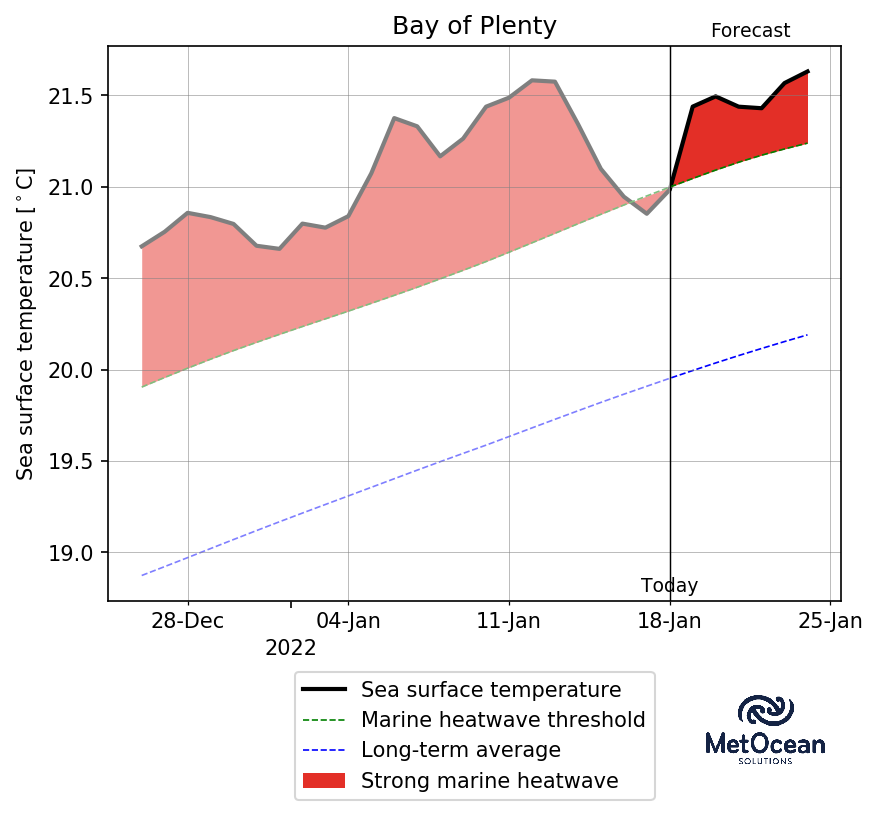 Bay of Plenty
Forecast
Sea surface temperature [°C]
21.5
21.0
20.5
20.0
19.5
19.0
Today
28-Dec
04-Jan
11-Jan
18-Jan
25-Jan
2022
Sea surface temperature
Marine heatwave threshold
Long-term average
Strong marine heatwave
MetOcean
SOLUTIONS